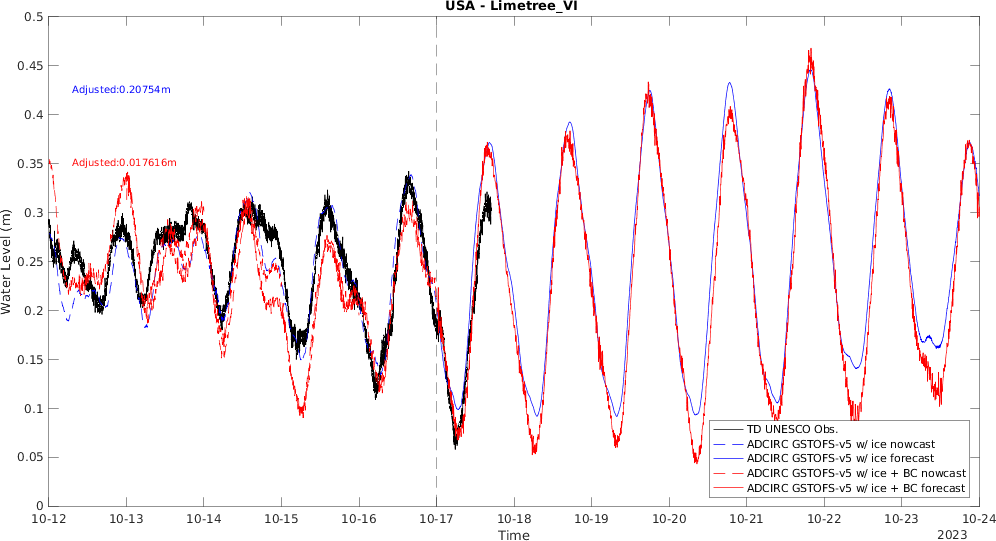 USA - Limetree_VI
0.5
0.45
0.4
0.35
0.3
0.25
0.2
0.15
0.1
0.05
0
Water Level (m)
Adjusted:0.20754m
Adjusted:0.017616m
TD UNESCO Obs.
ADCIRC GSTOFS-v5 w/ ice nowcast
ADCIRC GSTOFS-v5 w/ ice forecast
ADCIRC GSTOFS-v5 w/ ice + BC nowcast
ADCIRC GSTOFS-v5 w/ ice + BC forecast
10-12 10-13 10-14 10-15 10-16 10-17 10-18 10-19 10-20 10-21 10-22 10-23 10-24
Time
2023